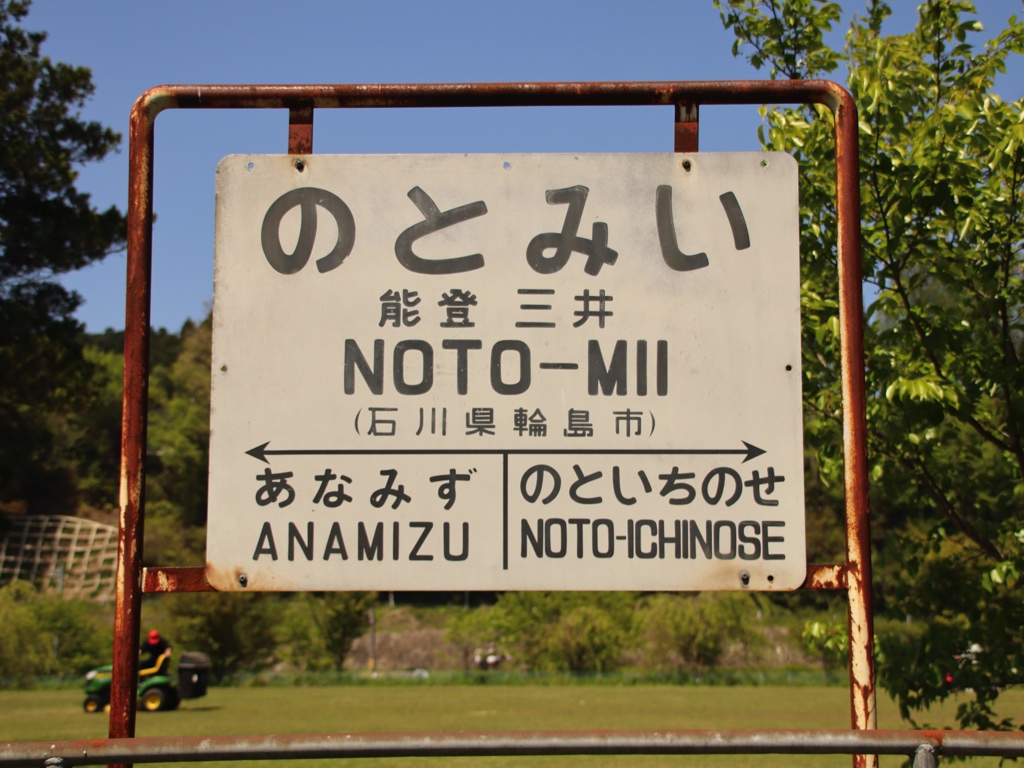 のとみい
能登三井
NOTO-MII
(石川県輪島市)
あなみず のといちのせ
ANAMIZU NOTO-ICHINOSE